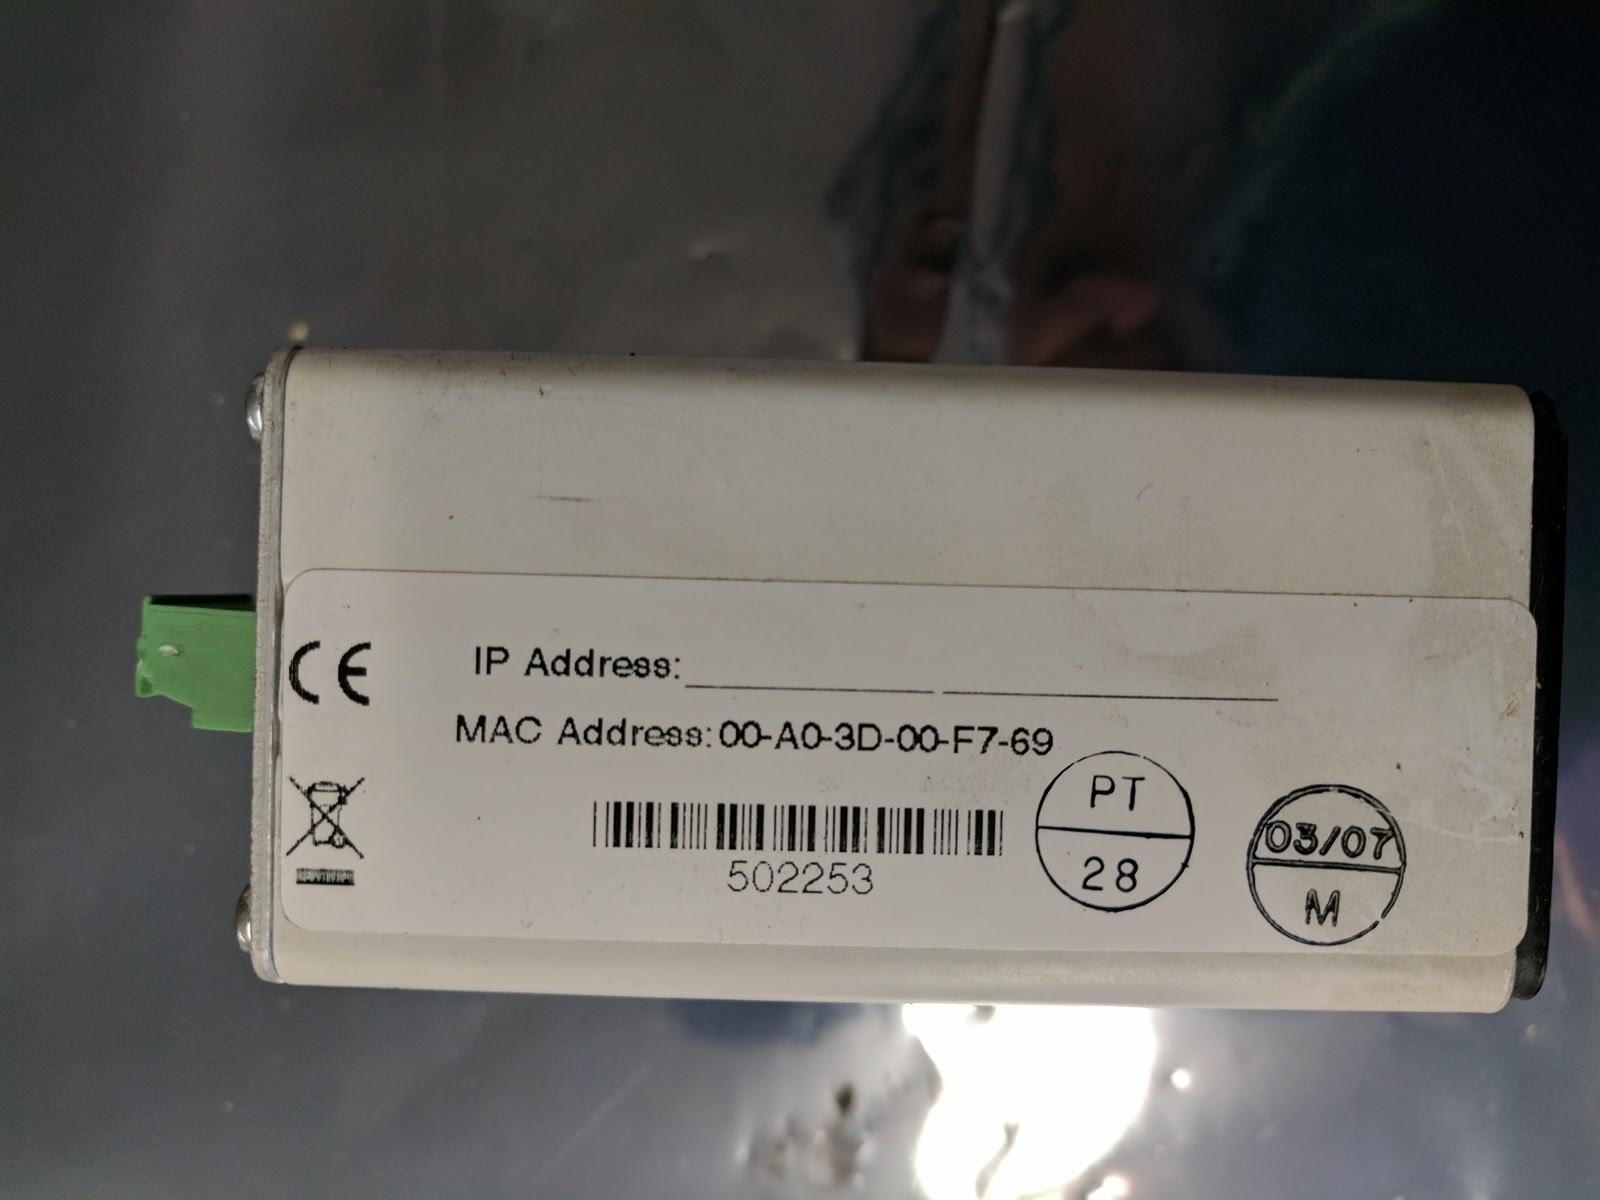 CE
IP Address:
MAC Address: 00-A0-3D-00-F7-69
502253
PT
28
03/07
M